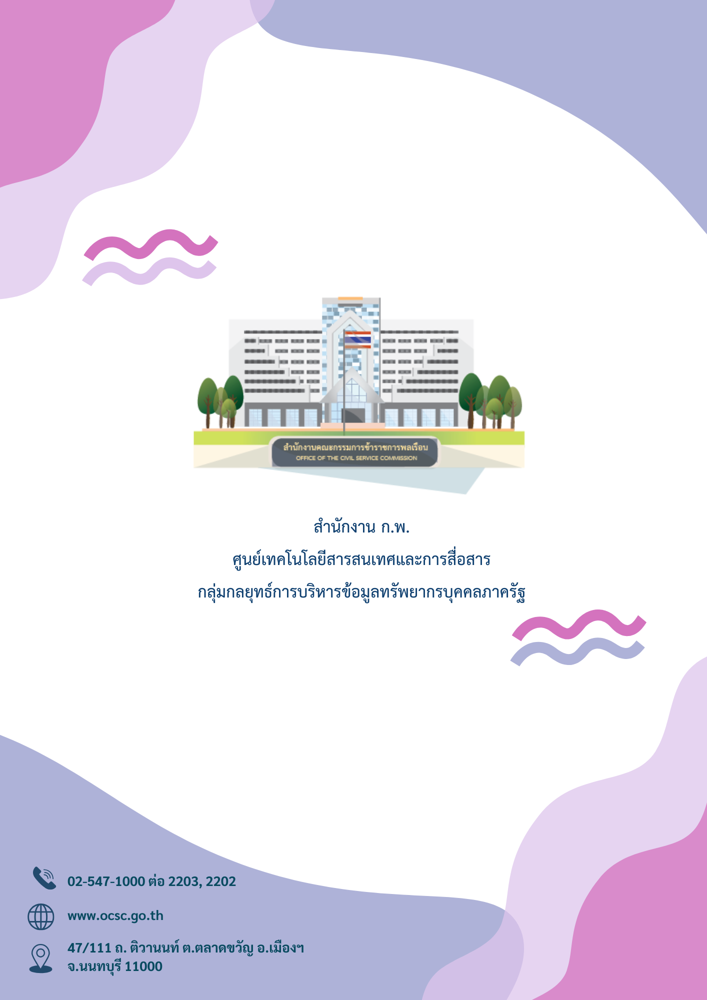 สำนักงานคณะกรรมการข้าราชการพลเรือน
OFFICE OF THE CIVIL SERVICE COMMISSION
สำนักงาน ก.พ.
ศูนย์เทคโนโลยีสารสนเทศและการสื่อสาร
กลุ่มกลยุทธ์การบริหารข้อมูลทรัพยากรบุคคลภาครัฐ
02-547-1000 ต่อ 2203, 2202
www.ocsc.go.th
47/111 ถ. ติวานนท์ ต.ตลาดขวัญ อ.เมืองฯ
จ.นนทบุรี 11000